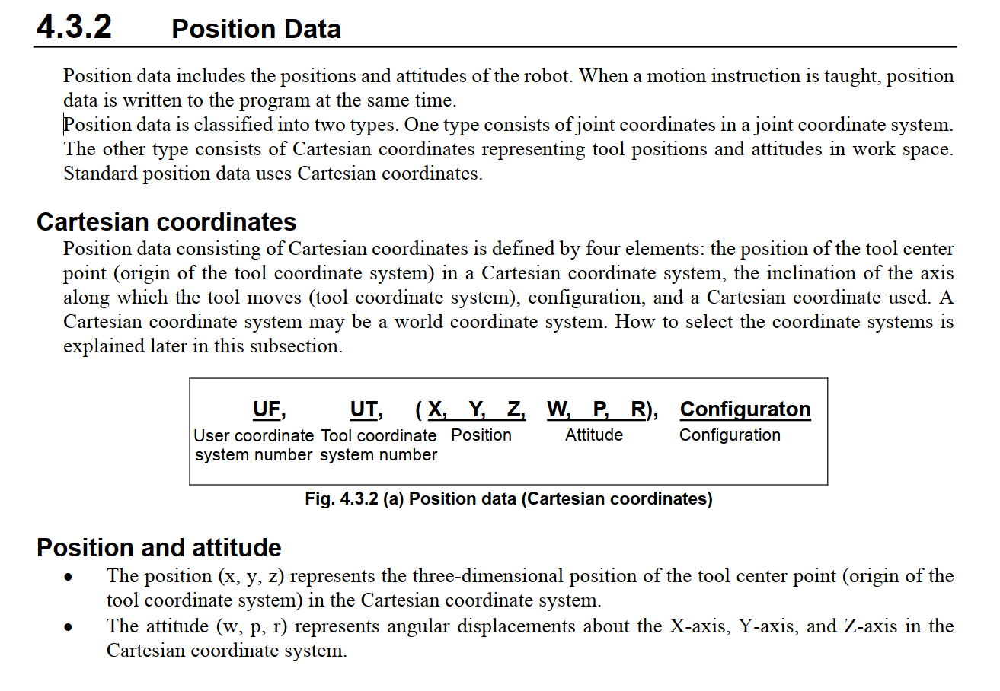 4.3.2 Position Data
Position data includes the positions and attitudes of the robot. When a motion instruction is taught, position
data is written to the program at the same time.
Position data is classified into two types. One type consists of joint coordinates in a joint coordinate system.
The other type consists of Cartesian coordinates representing tool positions and attitudes in work space.
Standard position data uses Cartesian coordinates.
Cartesian coordinates
Position data consisting of Cartesian coordinates is defined by four elements: the position of the tool center
point (origin of the tool coordinate system) in a Cartesian coordinate system, the inclination of the axis
along which the tool moves (tool coordinate system), configuration, and a Cartesian coordinate used. A
Cartesian coordinate system may be a world coordinate system. How to select the coordinate systems is
explained later in this subsection.
UF, UT, ( X, Y, Z, W, P, R), Configuraton
User coordinate Tool coordinate Position Attitude Configuration
system number system number
Fig. 4.3.2 (a) Position data (Cartesian coordinates)
Position and attitude
• The position (x, y, z) represents the three-dimensional position of the tool center point (origin of the
tool coordinate system) in the Cartesian coordinate system.
• The attitude (w, p, r) represents angular displacements about the X-axis, Y-axis, and Z-axis in the
Cartesian coordinate system.